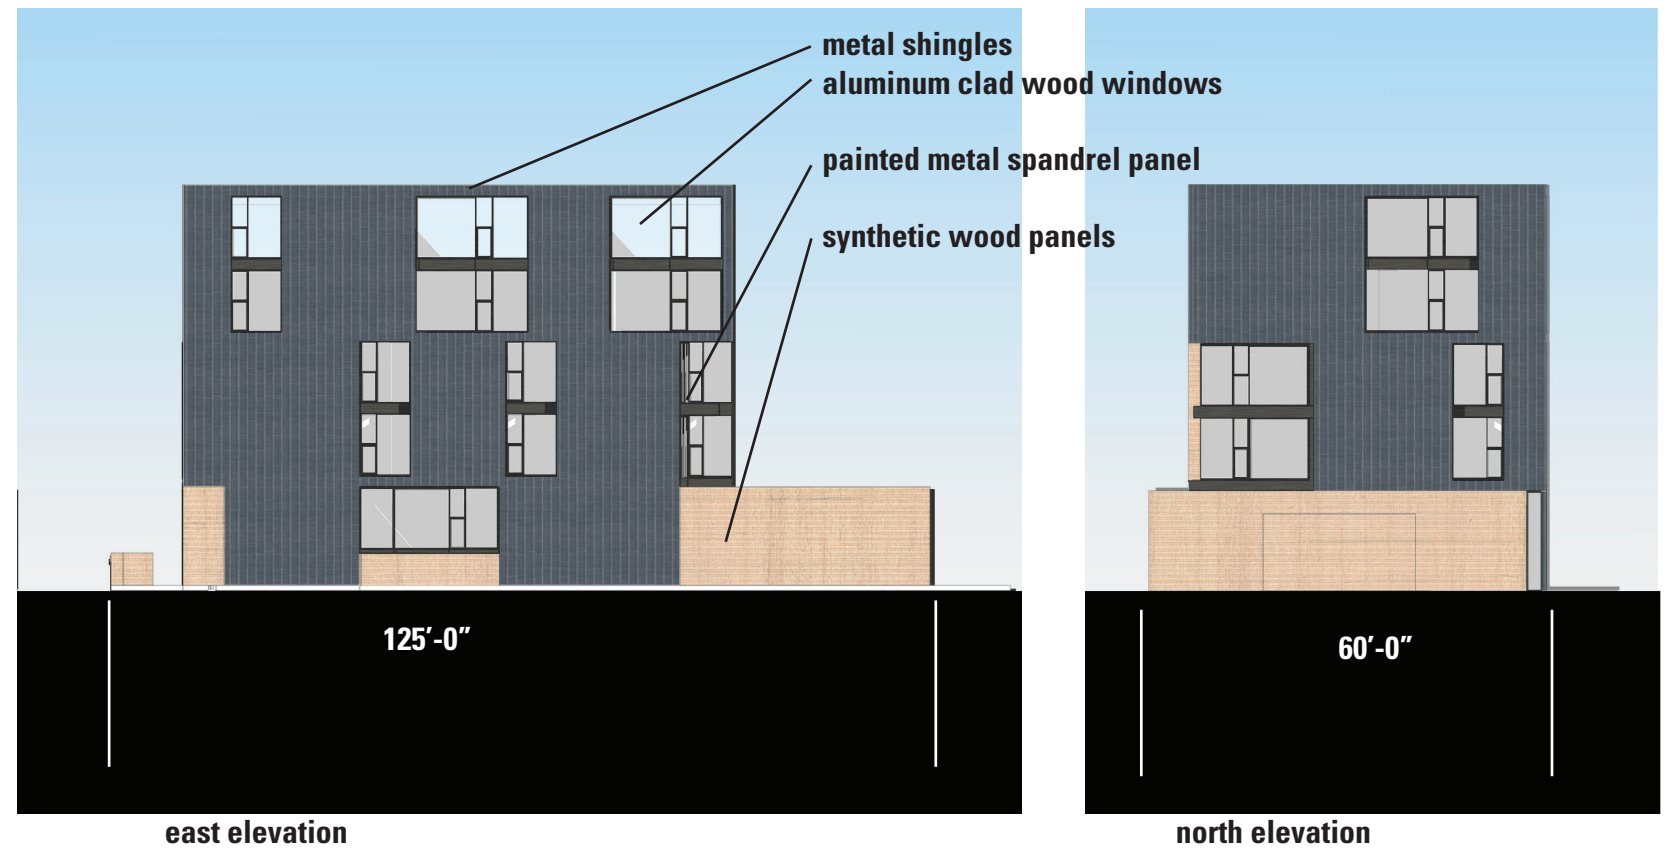 metal shingles
aluminum clad wood windows
painted metal spandrel panel
synthetic wood panels
125′-0″
60′-0″
east elevation
north elevation